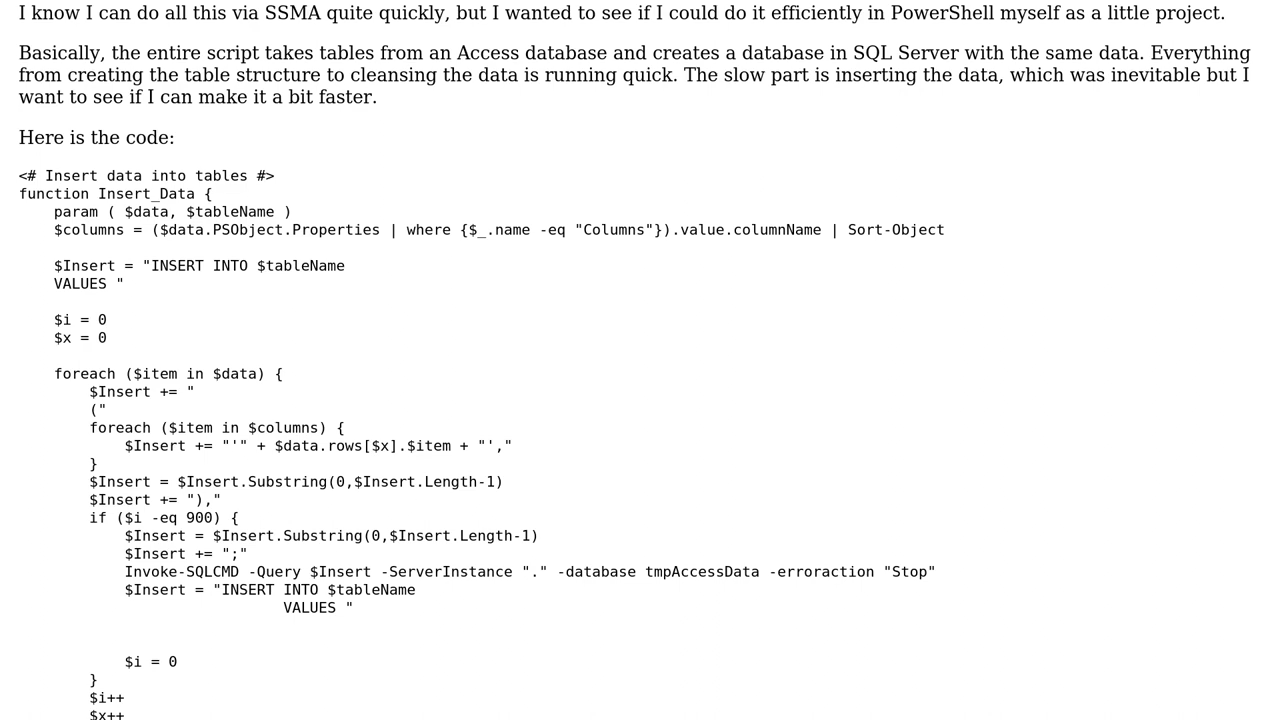 I know I can do all this via SSMA quite quickly, but I wanted to see if I could do it efficiently in PowerShell myself as a little project.
Basically, the entire script takes tables from an Access database and creates a database in SQL Server with the same data. Everything
from creating the table structure to cleansing the data is running quick. The slow part is inserting the data, which was inevitable but I
want to see if I can make it a bit faster.
Here is the code:
<# Insert data into tables #>
function Insert_Data {
    param ( $data, $tableName )
    $columns = ($data.PSObject.Properties | where {$_.name -eq "Columns"}).value.columnName | Sort-Object
    $Insert = "INSERT INTO $tableName
    VALUES "
    $i = 0
    $x = 0
    foreach ($item in $data) {
        $Insert += "
        ("
        foreach ($item in $columns) {
            $Insert += "'" + $data.rows[$x].$item + "',"
        }
        $Insert = $Insert.Substring(0,$Insert.Length-1)
        $Insert += "),"
        if ($i -eq 900) {
            $Insert = $Insert.Substring(0,$Insert.Length-1)
            $Insert += ";"
            Invoke-SQLCMD -Query $Insert -ServerInstance "." -database tmpAccessData -erroraction "Stop"
            $Insert = "INSERT INTO $tableName
                              VALUES "
            $i = 0
        }
        $i++
        $x++